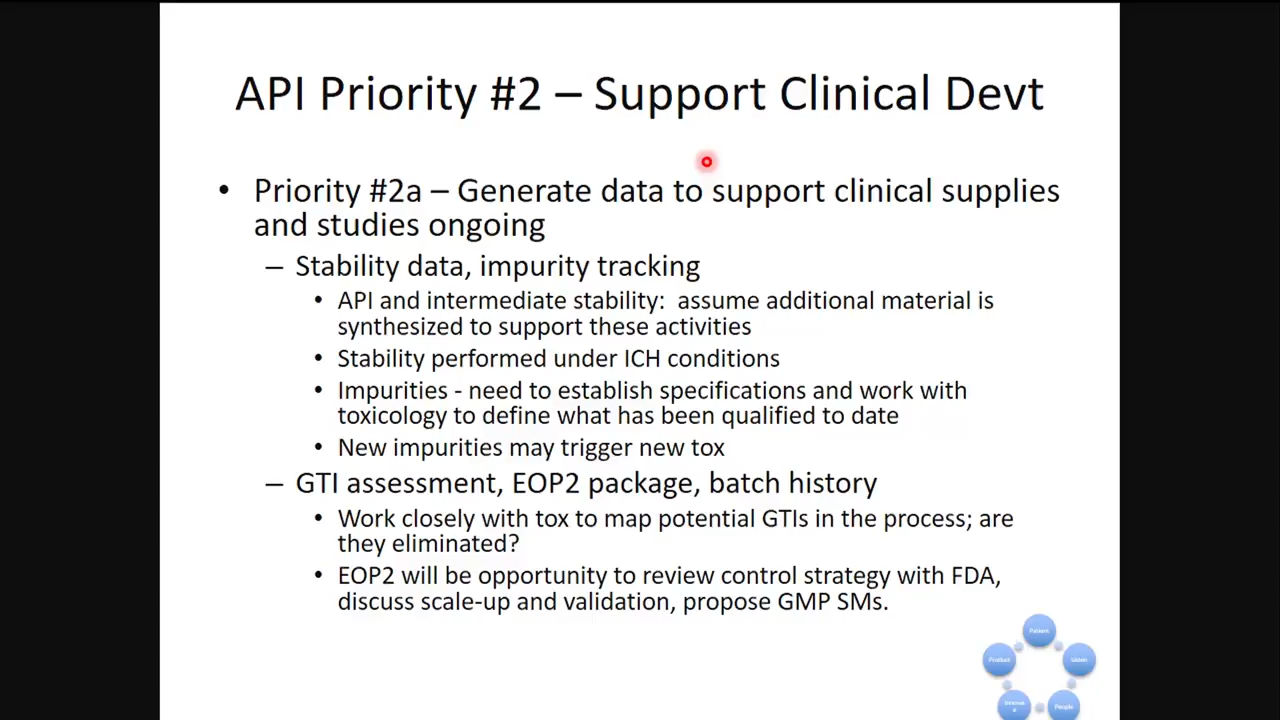 API Priority #2 – Support Clinical Devt
• Priority #2a – Generate data to support clinical supplies
and studies ongoing
– Stability data, impurity tracking
• API and intermediate stability: assume additional material is
synthesized to support these activities
• Stability performed under ICH conditions
• Impurities - need to establish specifications and work with
toxicology to define what has been qualified to date
• New impurities may trigger new tox
– GTI assessment, EOP2 package, batch history
• Work closely with tox to map potential GTIs in the process; are
they eliminated?
• EOP2 will be opportunity to review control strategy with FDA,
discuss scale-up and validation, propose GMP SMs.
Patient
Product
People